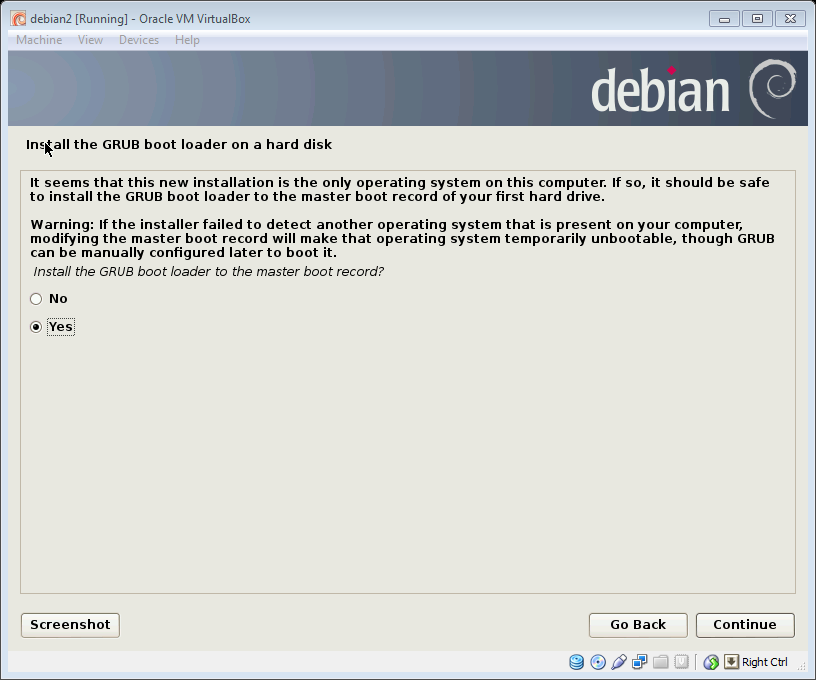 debian2 [Running] - Oracle VM VirtualBox
Machine View Devices Help
debian
Install the GRUB boot loader on a hard disk
It seems that this new installation is the only operating system on this computer. If so, it should be safe
to install the GRUB boot loader to the master boot record of your first hard drive.
Warning: If the installer failed to detect another operating system that is present on your computer,
modifying the master boot record will make that operating system temporarily unbootable, though GRUB
can be manually configured later to boot it.
Install the GRUB boot loader to the master boot record?
No
Yes
Screenshot Go Back Continue
Right Ctrl